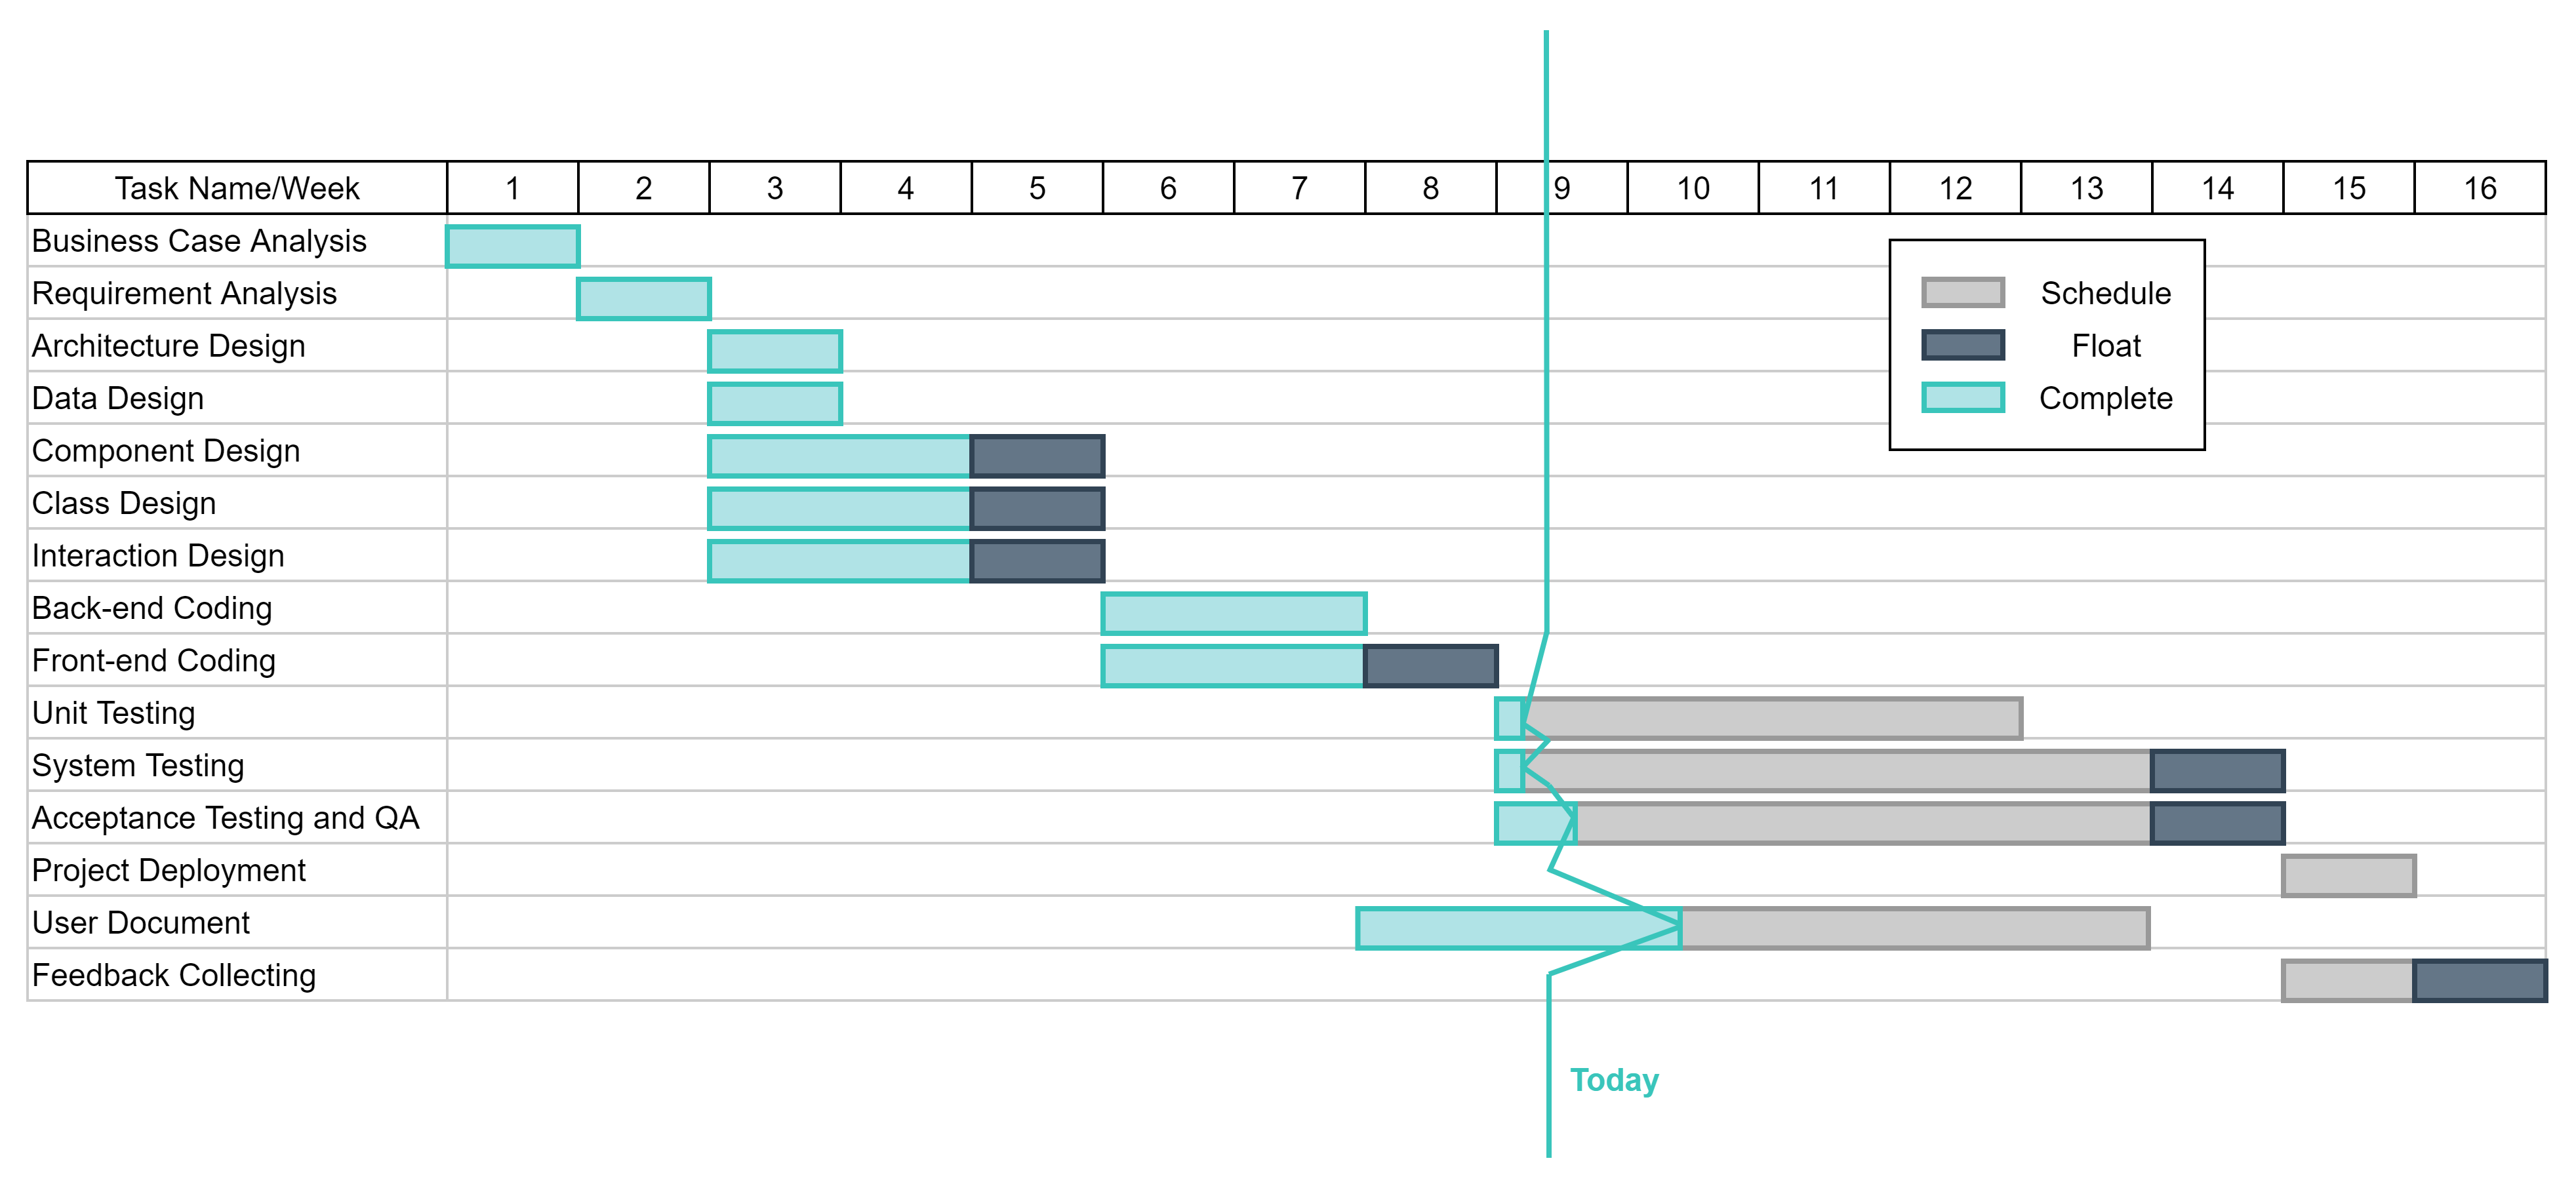 Task Name/Week 1 2 3 4 5 6 7 8 9 10 11 12 13 14 15 16
Business Case Analysis
Requirement Analysis
Schedule
Architecture Design
Float
Data Design
Complete
Component Design
Class Design
Interaction Design
Back-end Coding
Front-end Coding
Unit Testing
System Testing
Acceptance Testing and QA
Project Deployment
User Document
Feedback Collecting
Today